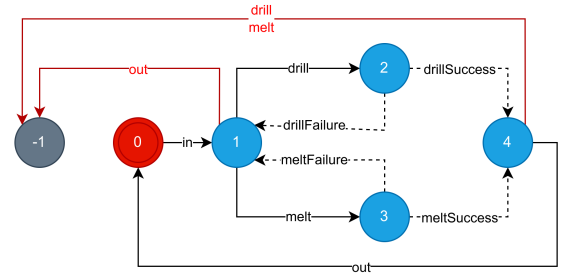 drill
melt
out
drill
2
drillSuccess
drillFailure
-1
0
in
1
4
meltFailure
melt
3
meltSuccess
out